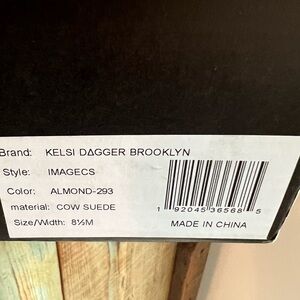 Brand: KELSI DΔGGER BROOKLYN
Style: IMAGECS
Color: ALMOND-293
material: COW SUEDE
Size/Width: 8½M
1 92045 36568 5
MADE IN CHINA